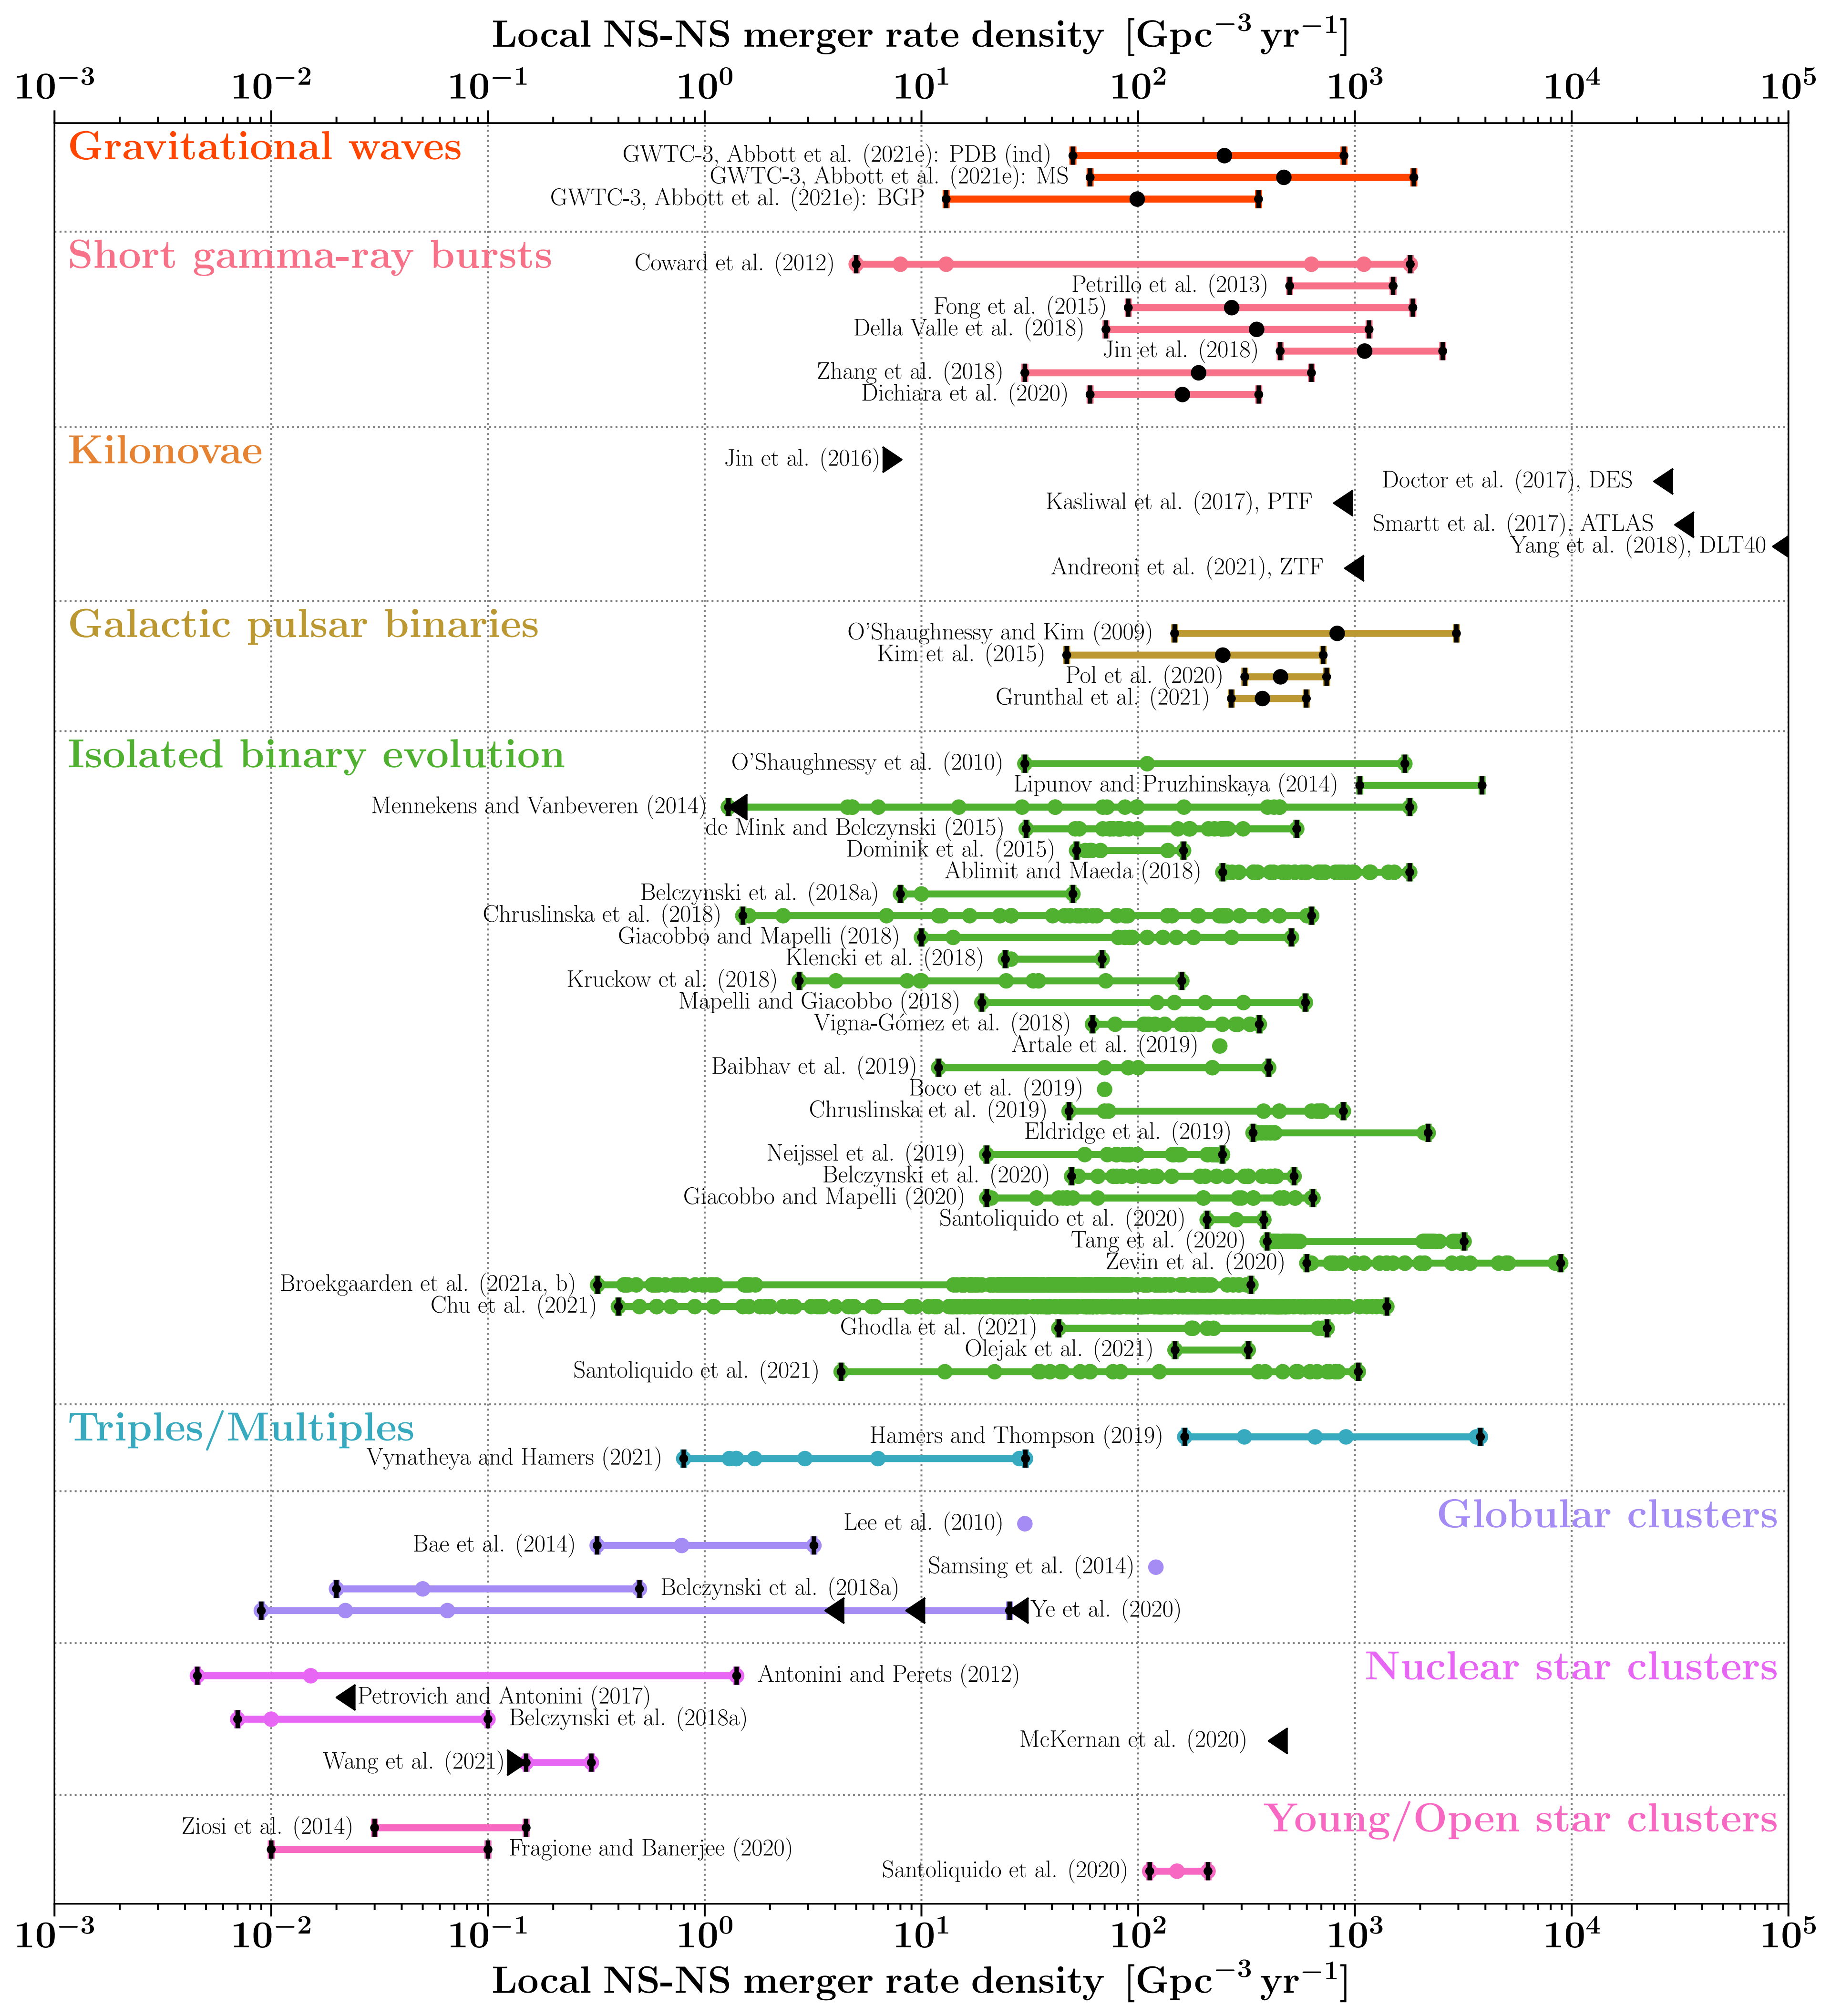 Local NS-NS merger rate density [Gpc⁻³ yr⁻¹]
10⁻³ 10⁻² 10⁻¹ 10⁰ 10¹ 10² 10³ 10⁴ 10⁵
Gravitational waves
GWTC-3, Abbott et al. (2021e): PDB (ind)
GWTC-3, Abbott et al. (2021e): MS
GWTC-3, Abbott et al. (2021e): BGP
Short gamma-ray bursts
Coward et al. (2012)
Petrillo et al. (2013)
Fong et al. (2015)
Della Valle et al. (2018)
Jin et al. (2018)
Zhang et al. (2018)
Dichiara et al. (2020)
Kilonovae
Jin et al. (2016)
Doctor et al. (2017), DES
Kasliwal et al. (2017), PTF
Smartt et al. (2017), ATLAS
Yang et al. (2018), DLT40
Andreoni et al. (2021), ZTF
Galactic pulsar binaries
O'Shaughnessy and Kim (2009)
Kim et al. (2015)
Pol et al. (2020)
Grunthal et al. (2021)
Isolated binary evolution
O'Shaughnessy et al. (2010)
Lipunov and Pruzhinskaya (2014)
Mennekens and Vanbeveren (2014)
de Mink and Belczynski (2015)
Dominik et al. (2015)
Ablimit and Maeda (2018)
Belczynski et al. (2018a)
Chruslinska et al. (2018)
Giacobbo and Mapelli (2018)
Klencki et al. (2018)
Kruckow et al. (2018)
Mapelli and Giacobbo (2018)
Vigna-Gómez et al. (2018)
Artale et al. (2019)
Baibhav et al. (2019)
Boco et al. (2019)
Chruslinska et al. (2019)
Eldridge et al. (2019)
Neijssel et al. (2019)
Belczynski et al. (2020)
Giacobbo and Mapelli (2020)
Santoliquido et al. (2020)
Tang et al. (2020)
Zevin et al. (2020)
Broekgaarden et al. (2021a, b)
Chu et al. (2021)
Ghodla et al. (2021)
Olejak et al. (2021)
Santoliquido et al. (2021)
Triples/Multiples
Hamers and Thompson (2019)
Vynatheya and Hamers (2021)
Globular clusters
Lee et al. (2010)
Bae et al. (2014)
Samsing et al. (2014)
Belczynski et al. (2018a)
Ye et al. (2020)
Nuclear star clusters
Antonini and Perets (2012)
Petrovich and Antonini (2017)
Belczynski et al. (2018a)
McKernan et al. (2020)
Wang et al. (2021)
Young/Open star clusters
Ziosi et al. (2014)
Fragione and Banerjee (2020)
Santoliquido et al. (2020)
10⁻³ 10⁻² 10⁻¹ 10⁰ 10¹ 10² 10³ 10⁴ 10⁵
Local NS-NS merger rate density [Gpc⁻³ yr⁻¹]